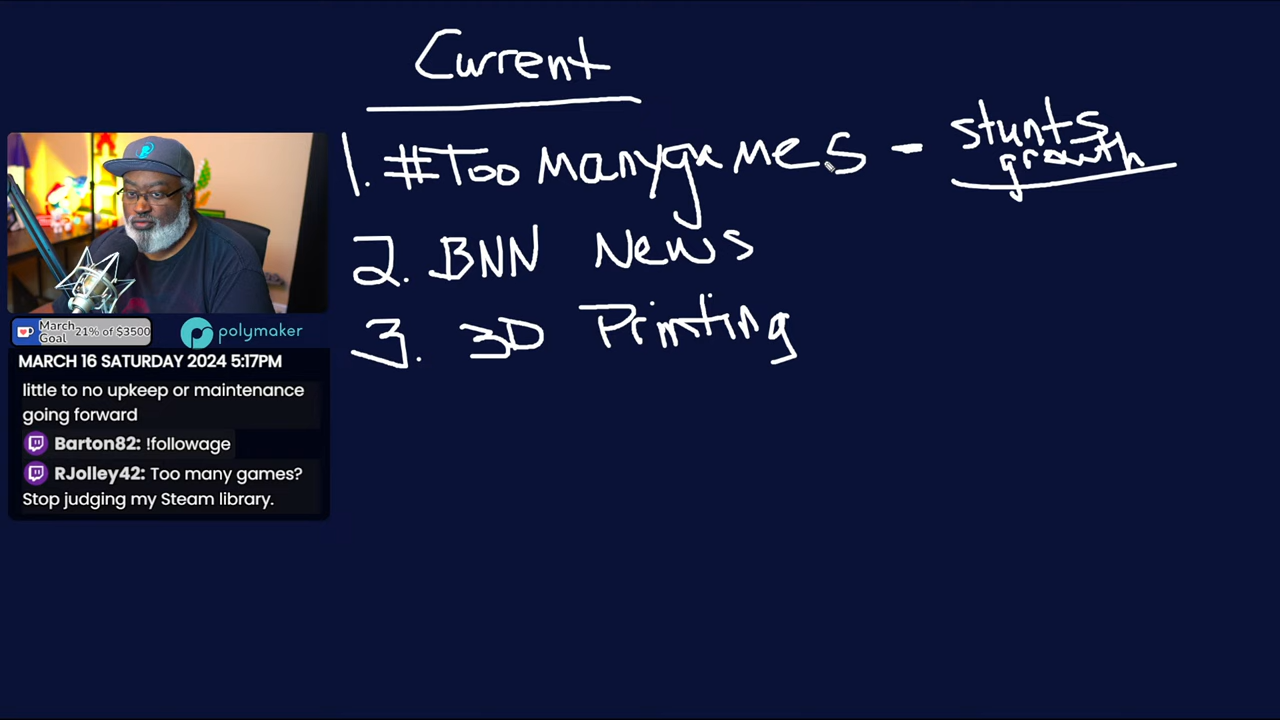 Current
1. #Toomanygames - stunts
growth
2. BNN News
3. 3D Printing
March
Goal
21% of $3500
polymaker
MARCH 16 SATURDAY 2024 5:17PM
little to no upkeep or maintenance
going forward
Barton82: !followage
RJolley42: Too many games?
Stop judging my Steam library.